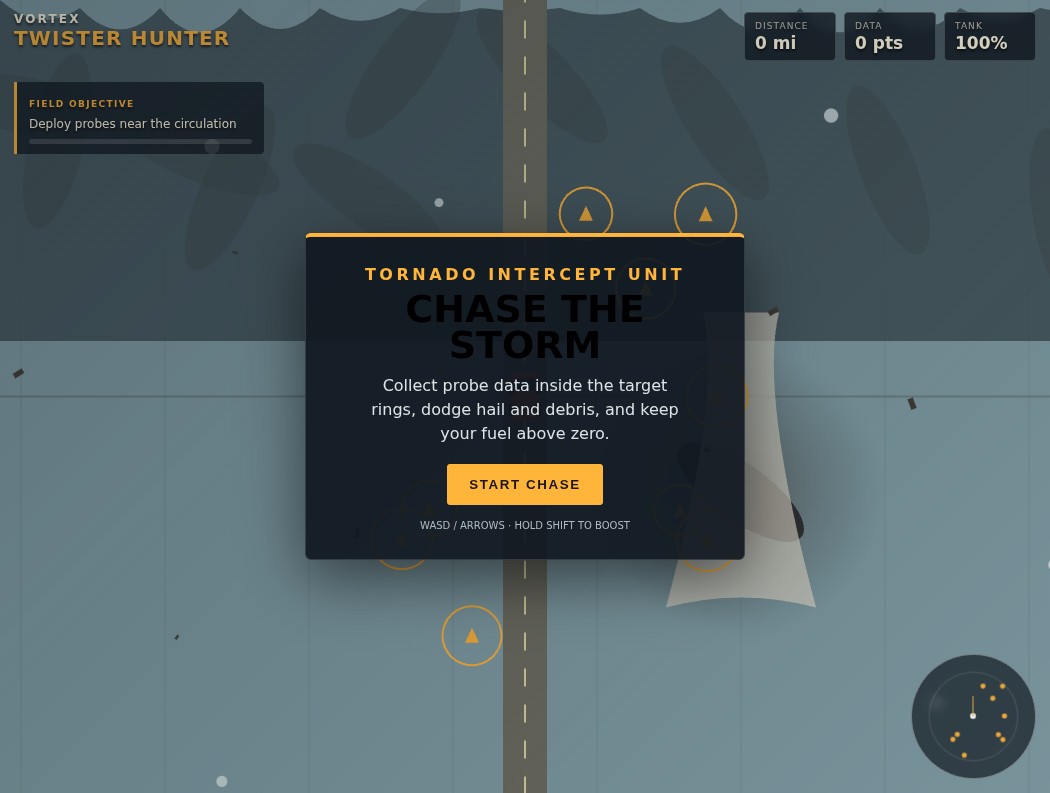 VORTEX
TWISTER HUNTER
DISTANCE
0 mi
DATA
0 pts
TANK
100%
FIELD OBJECTIVE
Deploy probes near the circulation
TORNADO INTERCEPT UNIT
CHASE THE
STORM
Collect probe data inside the target
rings, dodge hail and debris, and keep
your fuel above zero.
START CHASE
WASD / ARROWS · HOLD SHIFT TO BOOST